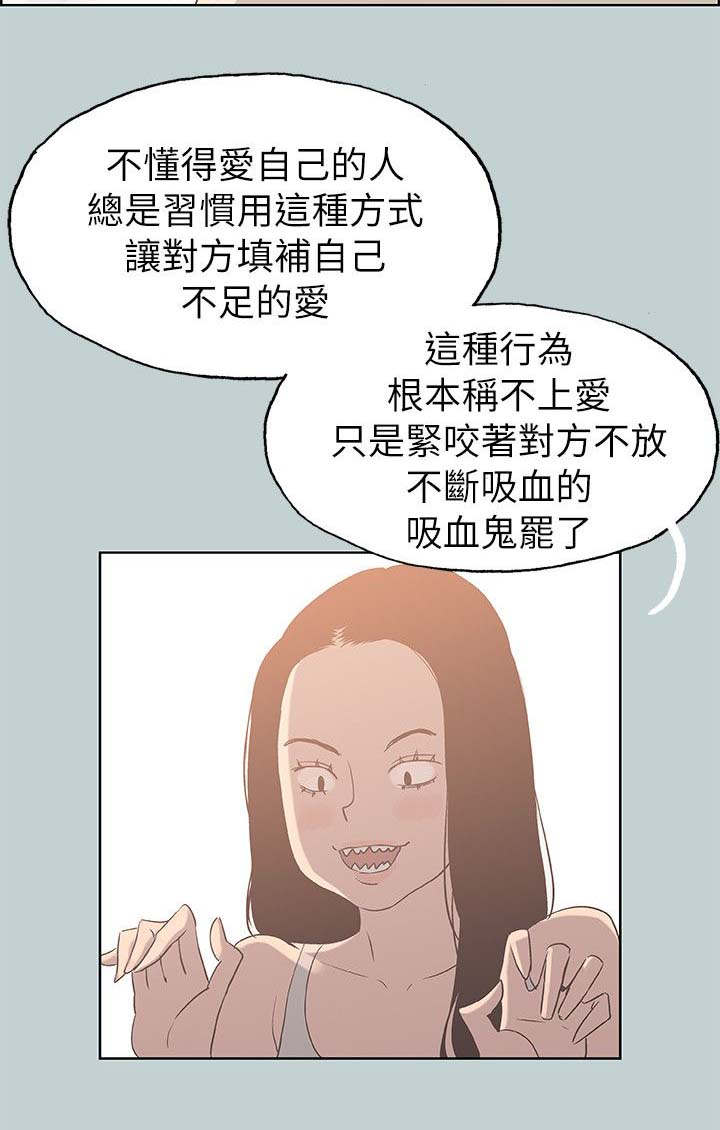 不懂得愛自己的人
總是習慣用這種方式
讓對方填補自己
不足的愛
這種行為
根本稱不上愛
只是緊咬著對方不放
不斷吸血的
吸血鬼罷了